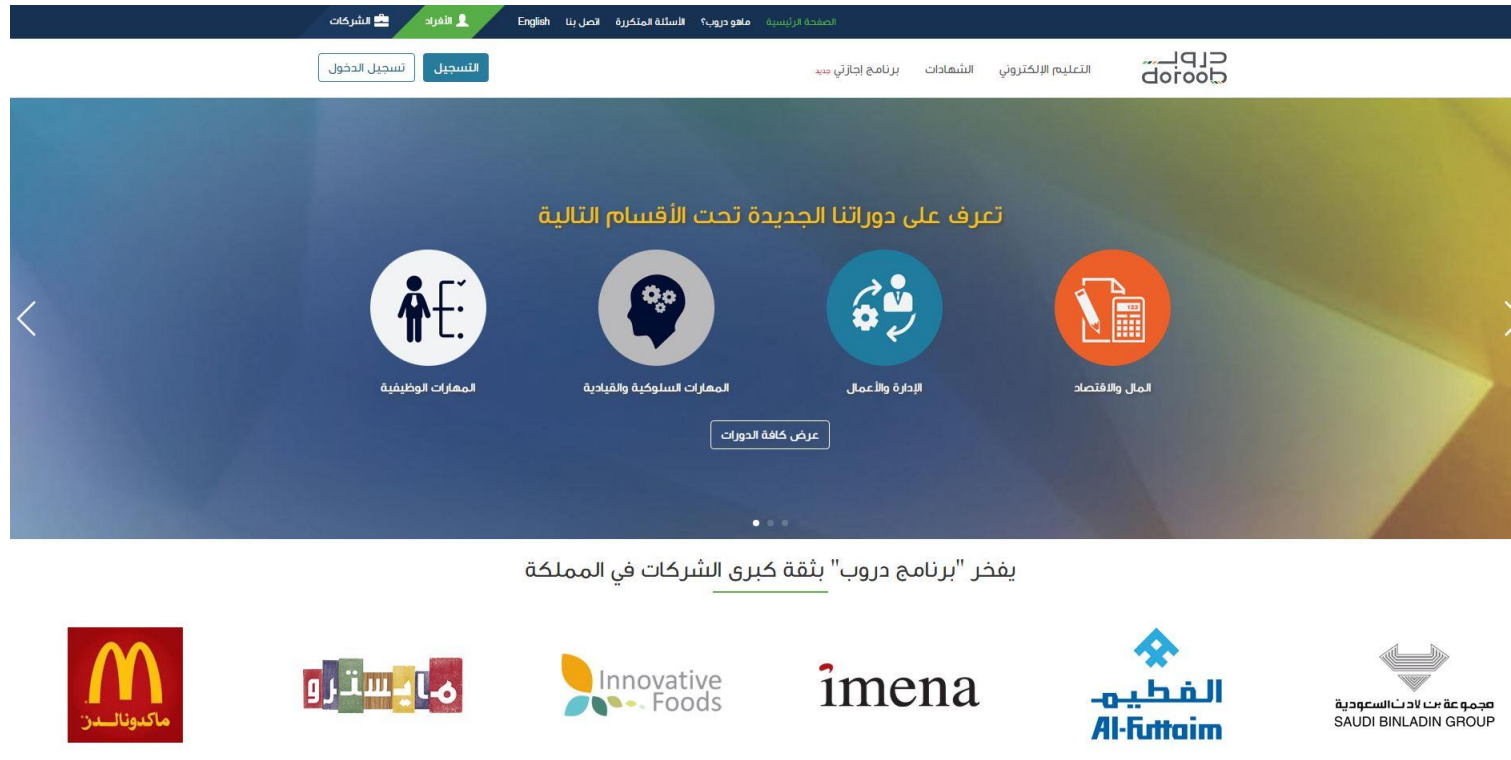 الصفحة الرئيسية ماهو دروب؟ الأسئلة المتكررة اتصل بنا English الأفراد الشركات
دروب
doroob
التعليم الإلكتروني الشهادات برنامج إجازتي جديد التسجيل تسجيل الدخول
تعرف على دوراتنا الجديدة تحت الأقسام التالية
123
المال والاقتصاد الإدارة والأعمال المهارات السلوكية والقيادية المهارات الوظيفية
عرض كافة الدورات
يفخر "برنامج دروب" بثقة كبرى الشركات في المملكة
مجموعة بن لادن السعودية
SAUDI BINLADIN GROUP
الفطيم
Al-Futtaim
imena
Innovative
Foods
مايسترو
ماكدونالدز